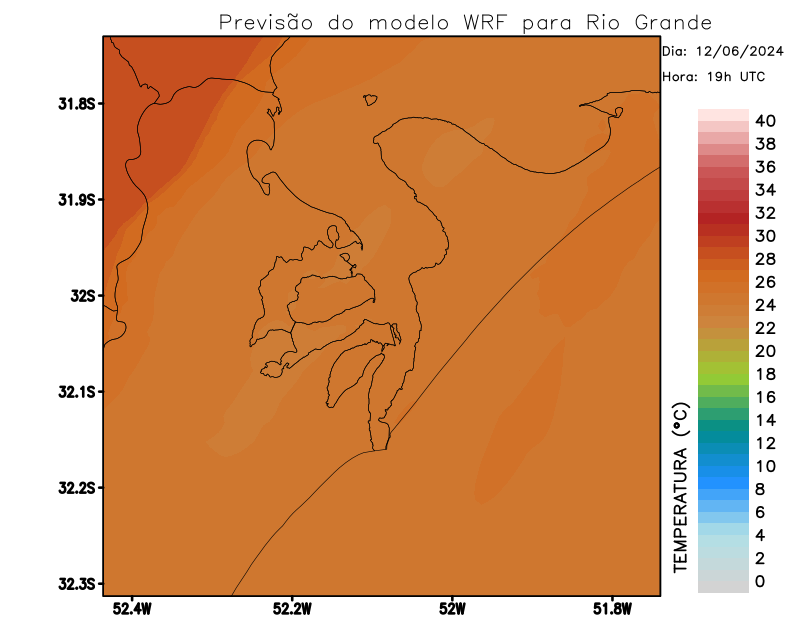 Previsão do modelo WRF para Rio Grande
Dia: 12/06/2024
Hora: 19h UTC
31.8S
31.9S
32S
32.1S
32.2S
32.3S
52.4W
52.2W
52W
51.8W
TEMPERATURA (°C)
40
38
36
34
32
30
28
26
24
22
20
18
16
14
12
10
8
6
4
2
0